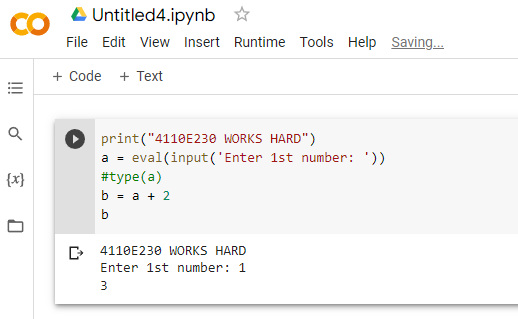 Untitled4.ipynb
File Edit View Insert Runtime Tools Help Saving...
+ Code + Text
{x}
print("4110E230 WORKS HARD")
a = eval(input('Enter 1st number: '))
#type(a)
b = a + 2
b
4110E230 WORKS HARD
Enter 1st number: 1
3